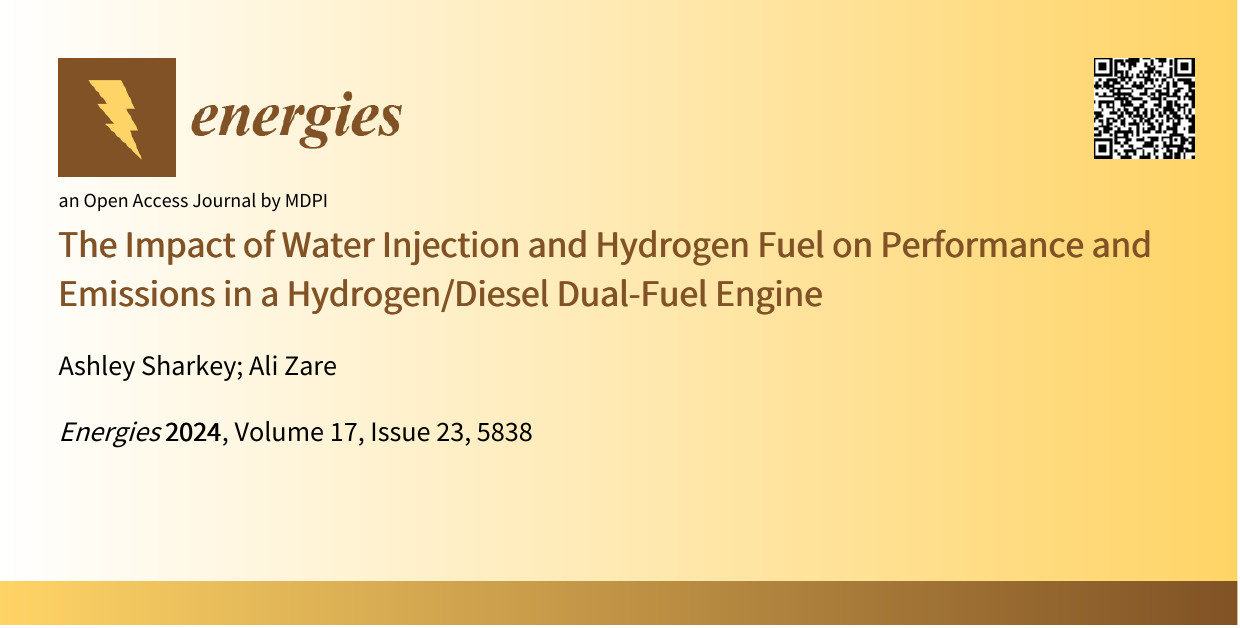 energies
an Open Access Journal by MDPI
The Impact of Water Injection and Hydrogen Fuel on Performance and
Emissions in a Hydrogen/Diesel Dual-Fuel Engine
Ashley Sharkey; Ali Zare
Energies 2024, Volume 17, Issue 23, 5838